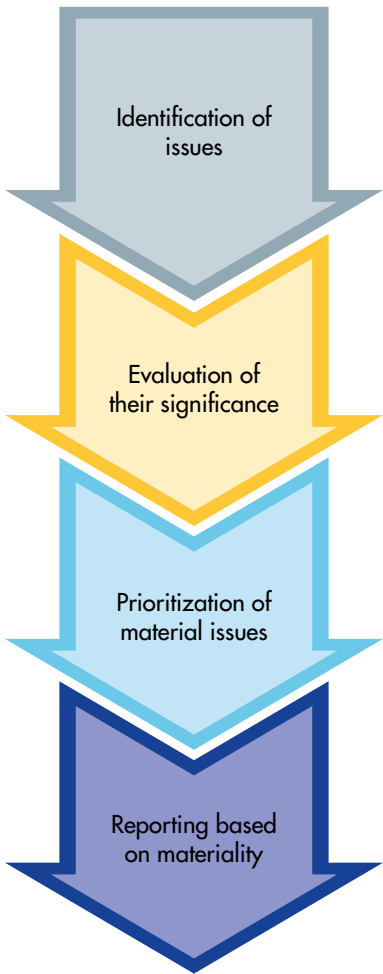 Identification of
issues
Evaluation of
their significance
Prioritization of
material issues
Reporting based
on materiality